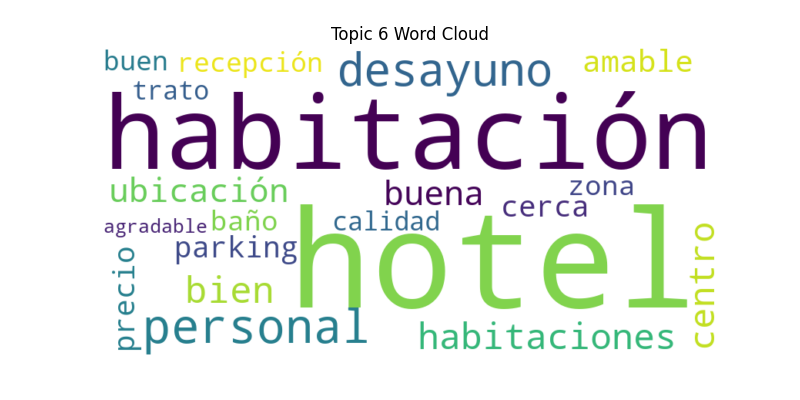 Topic 6 Word Cloud
buen recepción desayuno amable
trato
habitación
ubicación buena zona
cerca
agradable baño calidad
parking hotel
precio bien centro
personal habitaciones